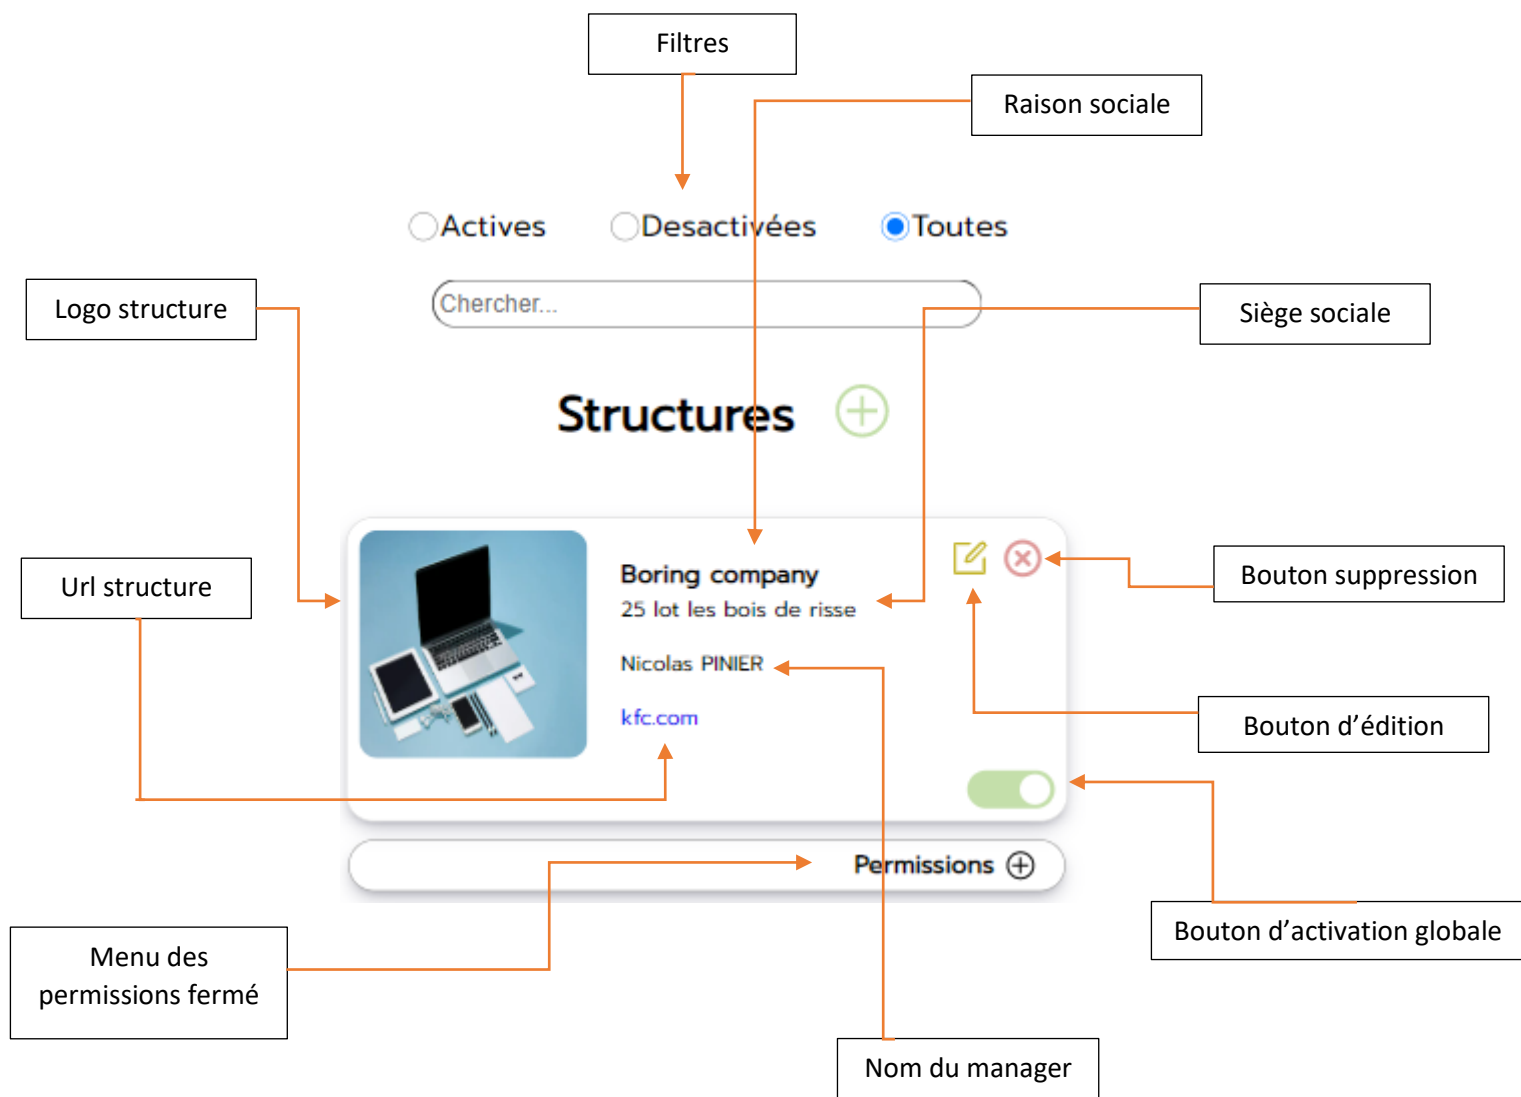 Filtres
Raison sociale
Actives Desactivées Toutes
Chercher...
Logo structure
Siège sociale
Structures
Url structure
Boring company
25 lot les bois de risse
Nicolas PINIER
kfc.com
Bouton suppression
Bouton d’édition
Permissions
Bouton d’activation globale
Menu des
permissions fermé
Nom du manager